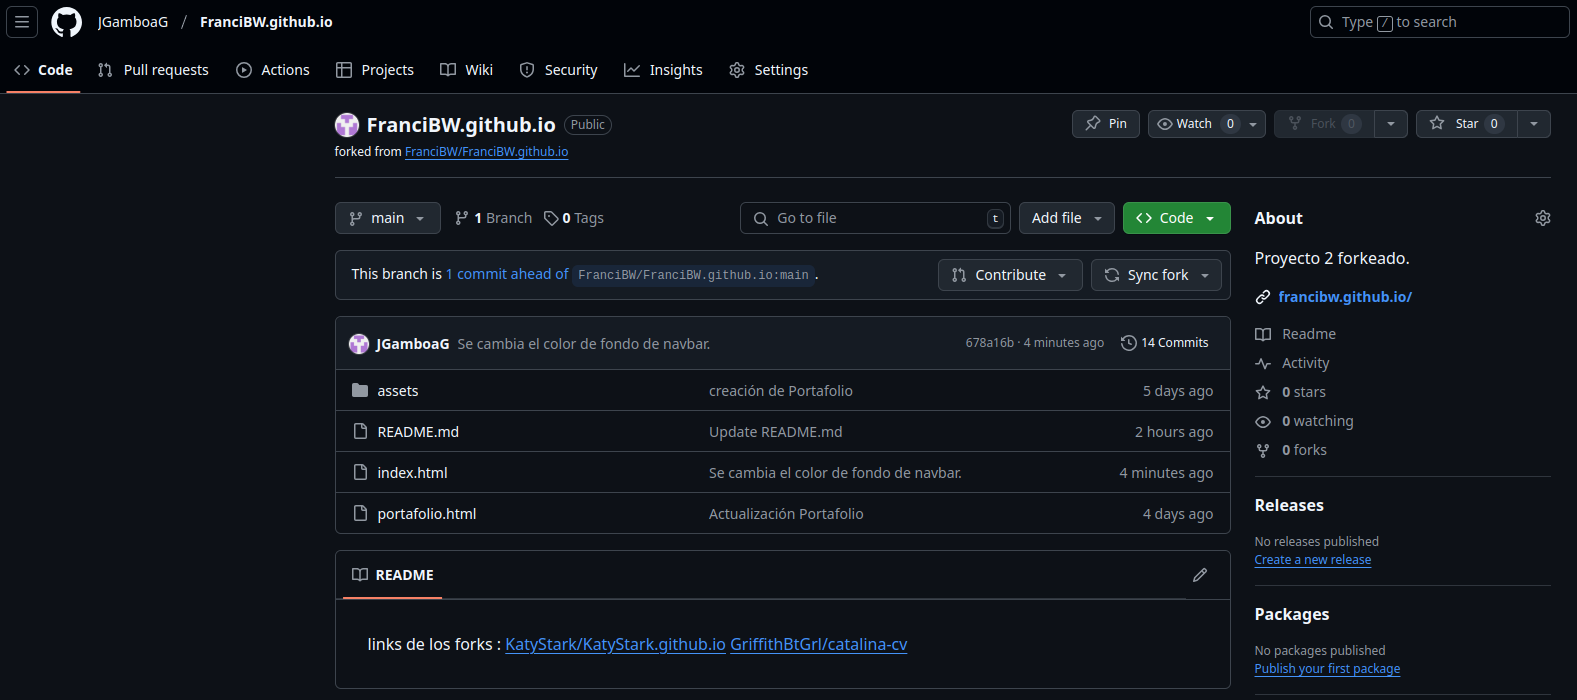 JGamboaG / FranciBW.github.io
Type / to search
Code Pull requests Actions Projects Wiki Security Insights Settings
FranciBW.github.io Public
Pin Watch 0 Fork 0 Star 0
forked from FranciBW/FranciBW.github.io
main 1 Branch 0 Tags
Go to file t Add file Code
This branch is 1 commit ahead of FranciBW/FranciBW.github.io:main .
Contribute Sync fork
JGamboaG Se cambia el color de fondo de navbar. 678a16b · 4 minutes ago 14 Commits
assets creación de Portafolio 5 days ago
README.md Update README.md 2 hours ago
index.html Se cambia el color de fondo de navbar. 4 minutes ago
portafolio.html Actualización Portafolio 4 days ago
README
links de los forks : KatyStark/KatyStark.github.io GriffithBtGrl/catalina-cv
About
Proyecto 2 forkeado.
francibw.github.io/
Readme
Activity
0 stars
0 watching
0 forks
Releases
No releases published
Create a new release
Packages
No packages published
Publish your first package